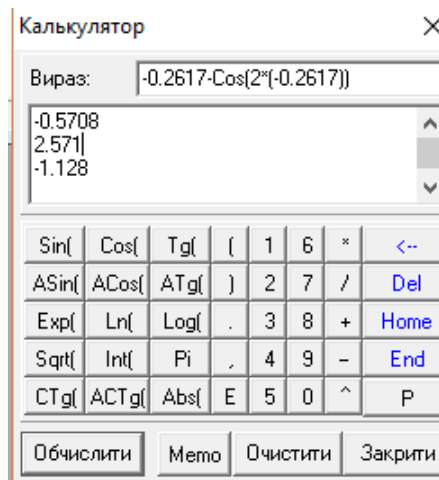 Калькулятор
Вираз: -0.2617-Cos(2*(-0.2617))
-0.5708
2.571
-1.128
Sin( Cos( Tg( ( 1 6 * <--
ASin( ACos( ATg( ) 2 7 / Del
Exp( Ln( Log( . 3 8 + Home
Sqrt( Int( Pi , 4 9 - End
CTg( ACTg( Abs( E 5 0 ^ P
Обчислити Memo Очистити Закрити